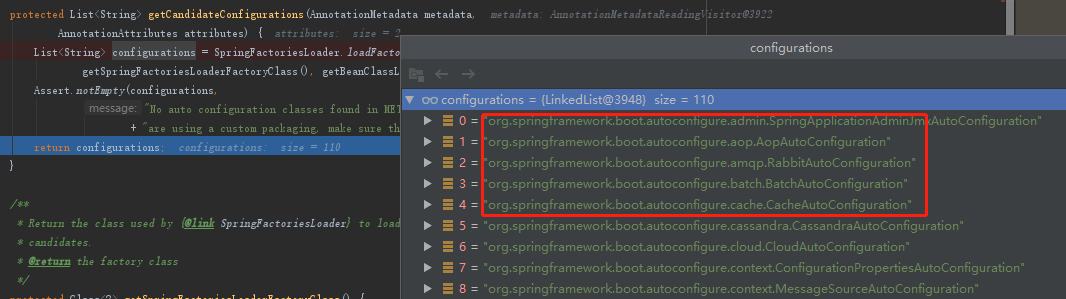 protected List<String> getCandidateConfigurations(AnnotationMetadata metadata, metadata: AnnotationMetadataReadingVisitor@3922
AnnotationAttributes attributes) { attributes: size = 2
List<String> configurations = SpringFactoriesLoader.loadFacto
getSpringFactoriesLoaderFactoryClass(), getBeanClassL
Assert.notEmpty(configurations,
message: "No auto configuration classes found in MET
+ "are using a custom packaging, make sure th
return configurations; configurations: size = 110
}
/**
* Return the class used by {@link SpringFactoriesLoader} to load
* candidates.
* @return the factory class
*/
protected Class<?> getSpringFactoriesLoaderFactoryClass() {
configurations
configurations = {LinkedList@3948} size = 110
0 = "org.springframework.boot.autoconfigure.admin.SpringApplicationAdminJmxAutoConfiguration"
1 = "org.springframework.boot.autoconfigure.aop.AopAutoConfiguration"
2 = "org.springframework.boot.autoconfigure.amqp.RabbitAutoConfiguration"
3 = "org.springframework.boot.autoconfigure.batch.BatchAutoConfiguration"
4 = "org.springframework.boot.autoconfigure.cache.CacheAutoConfiguration"
5 = "org.springframework.boot.autoconfigure.cassandra.CassandraAutoConfiguration"
6 = "org.springframework.boot.autoconfigure.cloud.CloudAutoConfiguration"
7 = "org.springframework.boot.autoconfigure.context.ConfigurationPropertiesAutoConfiguration"
8 = "org.springframework.boot.autoconfigure.context.MessageSourceAutoConfiguration"